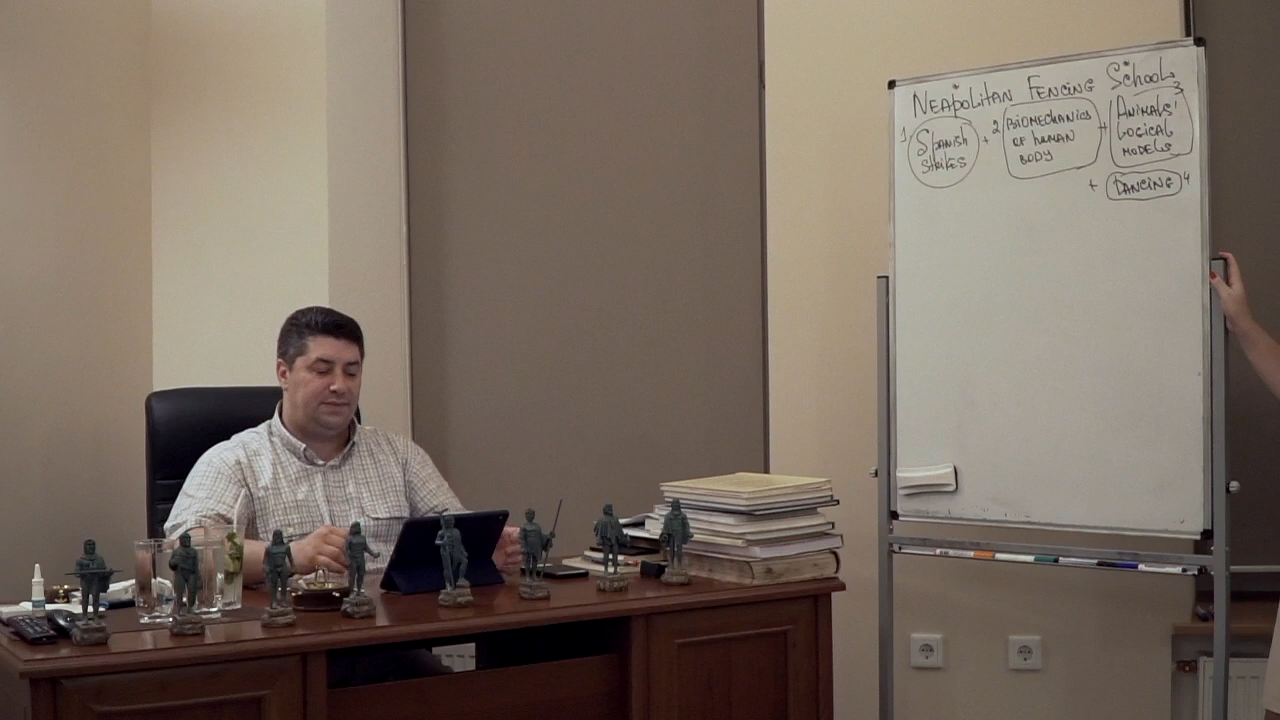 Neapolitan Fencing School
1 Spanish Strikes
+ 2 Biomechanics of human body
+ 3 Animals' Logical models
+ Dancing 4